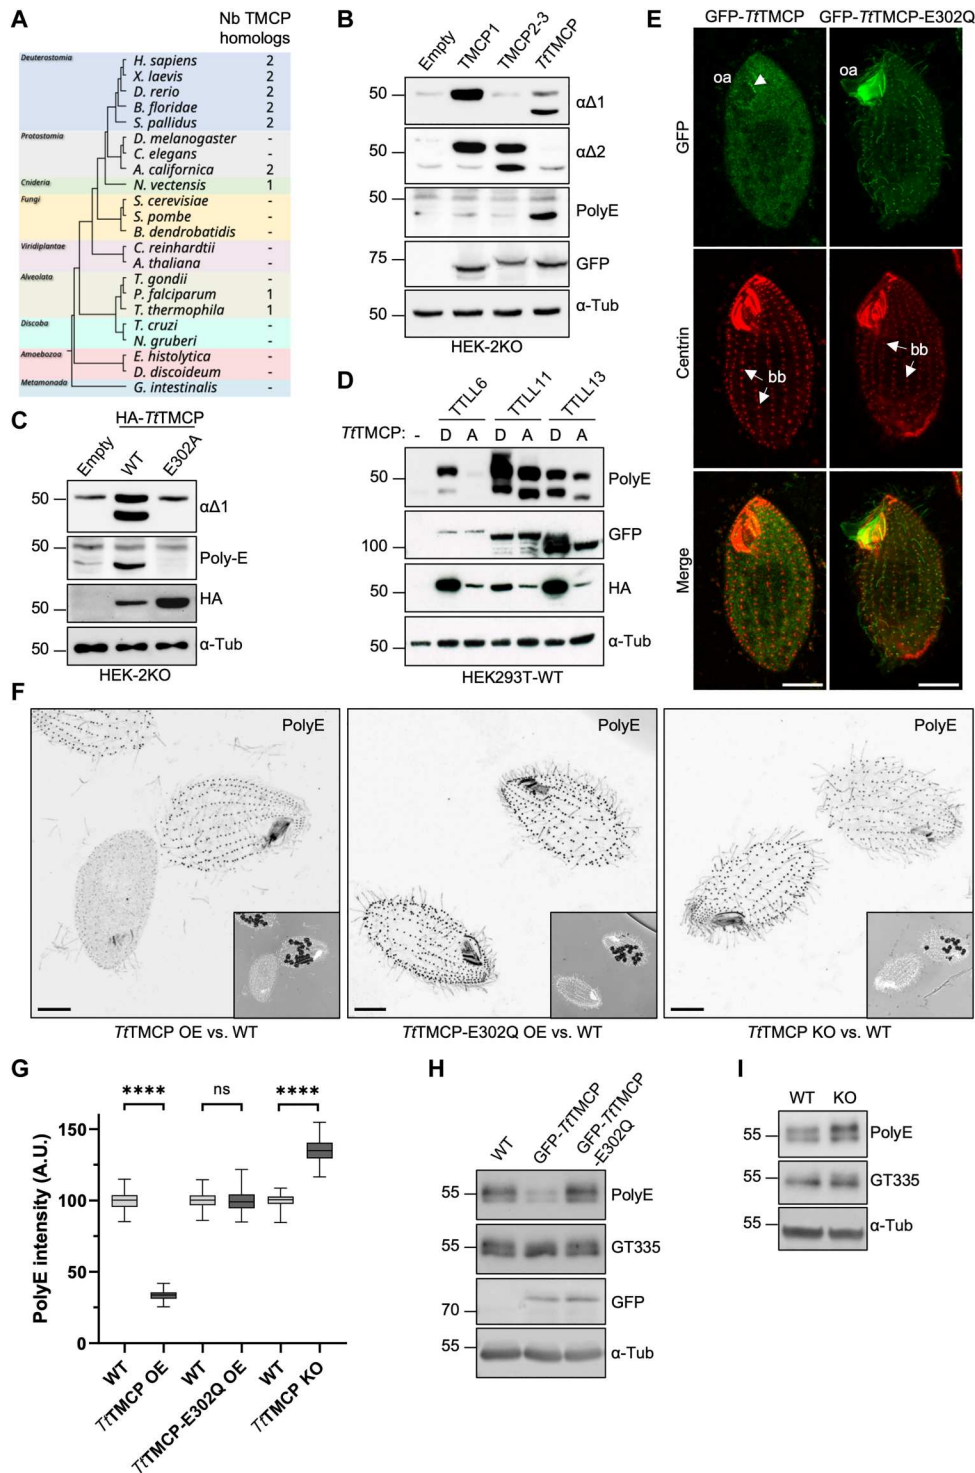 A
Nb TMCP
homologs
Deuterostomia
H. sapiens 2
X. laevis 2
D. rerio 2
B. floridae 2
S. pallidus 2
Protostomia
D. melanogaster -
C. elegans -
A. californica 2
Cnideria
N. vectensis 1
Fungi
S. cerevisiae -
S. pombe -
B. dendrobatidis -
Viridiplantae
C. reinhardtii -
A. thaliana -
Alveolata
T. gondii -
P. falciparum 1
T. thermophila 1
Discoba
T. cruzi -
N. gruberi -
Amoebozoa
E. histolytica -
D. discoideum -
Metamonada
G. intestinalis -
B
Empty TMCP1 TMCP2-3 TtTMCP
50 αΔ1
50 αΔ2
50 PolyE
75 GFP
50 α-Tub
HEK-2KO
C
HA-TtTMCP
Empty WT E302A
50 αΔ1
50 Poly-E
50 HA
50 α-Tub
HEK-2KO
D
TTLL6 TTLL11 TTLL13
TtTMCP: - D A D A D A
50 PolyE
100 GFP
50 HA
50 α-Tub
HEK293T-WT
E
GFP-TtTMCP GFP-TtTMCP-E302Q
GFP
oa oa
Centrin
bb bb
Merge
F
PolyE PolyE PolyE
TtTMCP OE vs. WT
TtTMCP-E302Q OE vs. WT
TtTMCP KO vs. WT
G
**** ns ****
PolyE intensity (A.U.)
150
100
50
0
WT
TtTMCP OE
WT
TtTMCP-E302Q OE
WT
TtTMCP KO
H
WT
GFP-TtTMCP
GFP-TtTMCP
-E302Q
55 PolyE
55 GT335
70 GFP
55 α-Tub
I
WT KO
55 PolyE
55 GT335
55 α-Tub